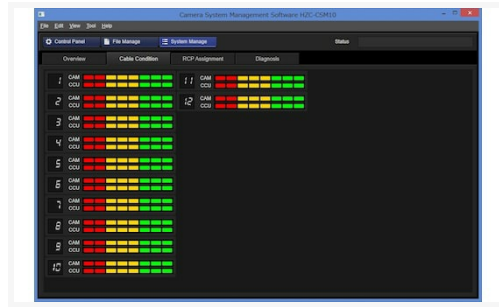 Camera System Management Software HZC-CSM10
File Edit View Tool Help
Control Panel File Manage System Manage Status
Overview Cable Condition RCP Assignment Diagnosis
1 CAM CCU 11 CAM CCU
2 CAM CCU 12 CAM CCU
3 CAM CCU
4 CAM CCU
5 CAM CCU
6 CAM CCU
7 CAM CCU
8 CAM CCU
9 CAM CCU
10 CAM CCU